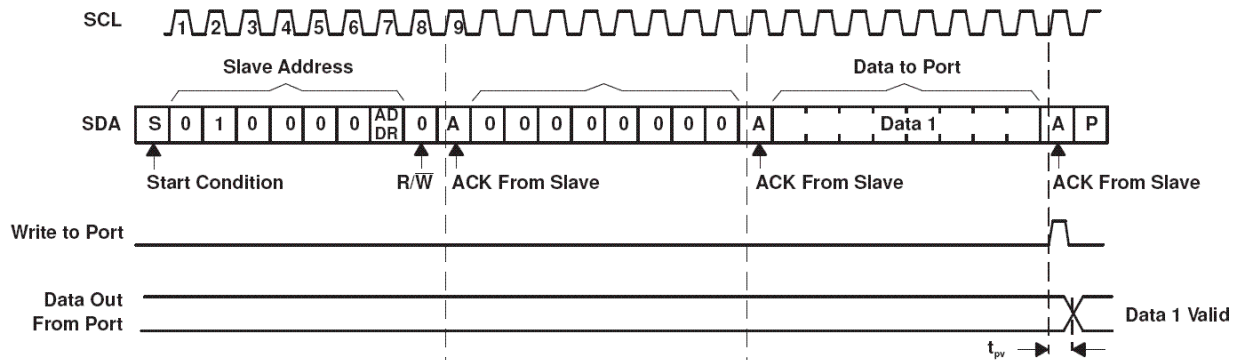 SCL 1 2 3 4 5 6 7 8 9
Slave Address Data to Port
SDA S 0 1 0 0 0 0 AD DR 0 A 0 0 0 0 0 0 0 0 A Data 1 A P
Start Condition R/W̅ ACK From Slave ACK From Slave ACK From Slave
Write to Port
Data Out
From Port
Data 1 Valid
tpv